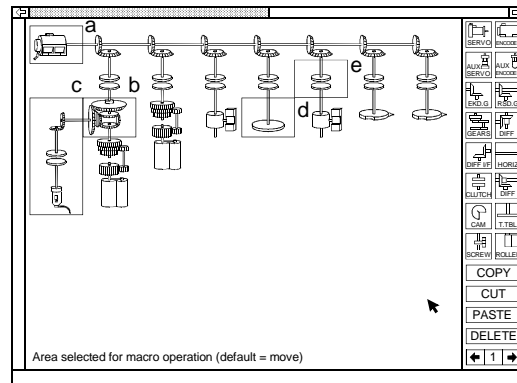 a
c b e
d
SERVO ENCODE
AUX SERVO AUX ENCODE
EKD.G RSD.G
GEARS DIFF
DIFF I/F HORIZ
CLUTCH DIFF
CAM T.TBL
SCREW ROLLE
COPY
CUT
PASTE
DELETE
1
Area selected for macro operation (default = move)